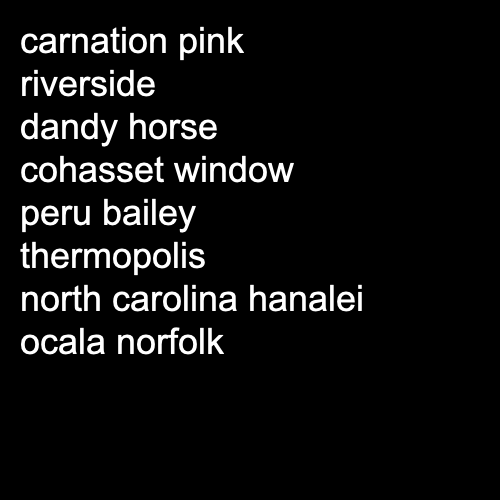 carnation pink
riverside
dandy horse
cohasset window
peru bailey
thermopolis
north carolina hanalei
ocala norfolk